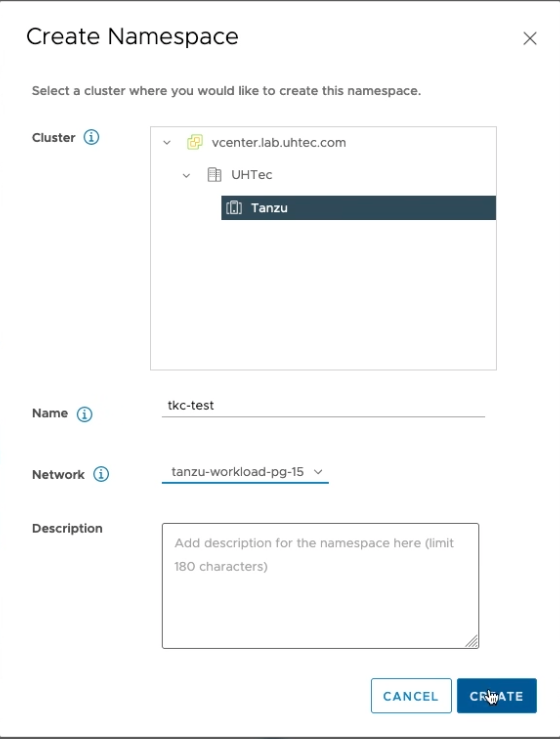 Create Namespace
Select a cluster where you would like to create this namespace.
Cluster
vcenter.lab.uhtec.com
UHTec
Tanzu
Name
tkc-test
Network
tanzu-workload-pg-15
Description
Add description for the namespace here (limit
180 characters)
CANCEL
CREATE